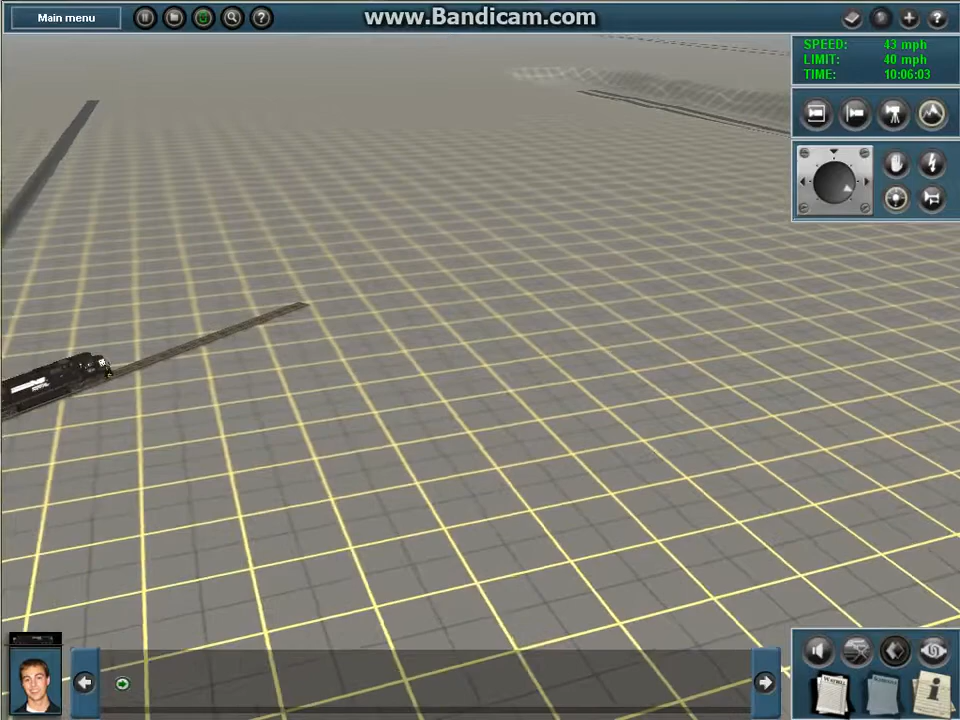 Main menu
www.Bandicam.com
SPEED: 43 mph
LIMIT: 40 mph
TIME: 10:06:03